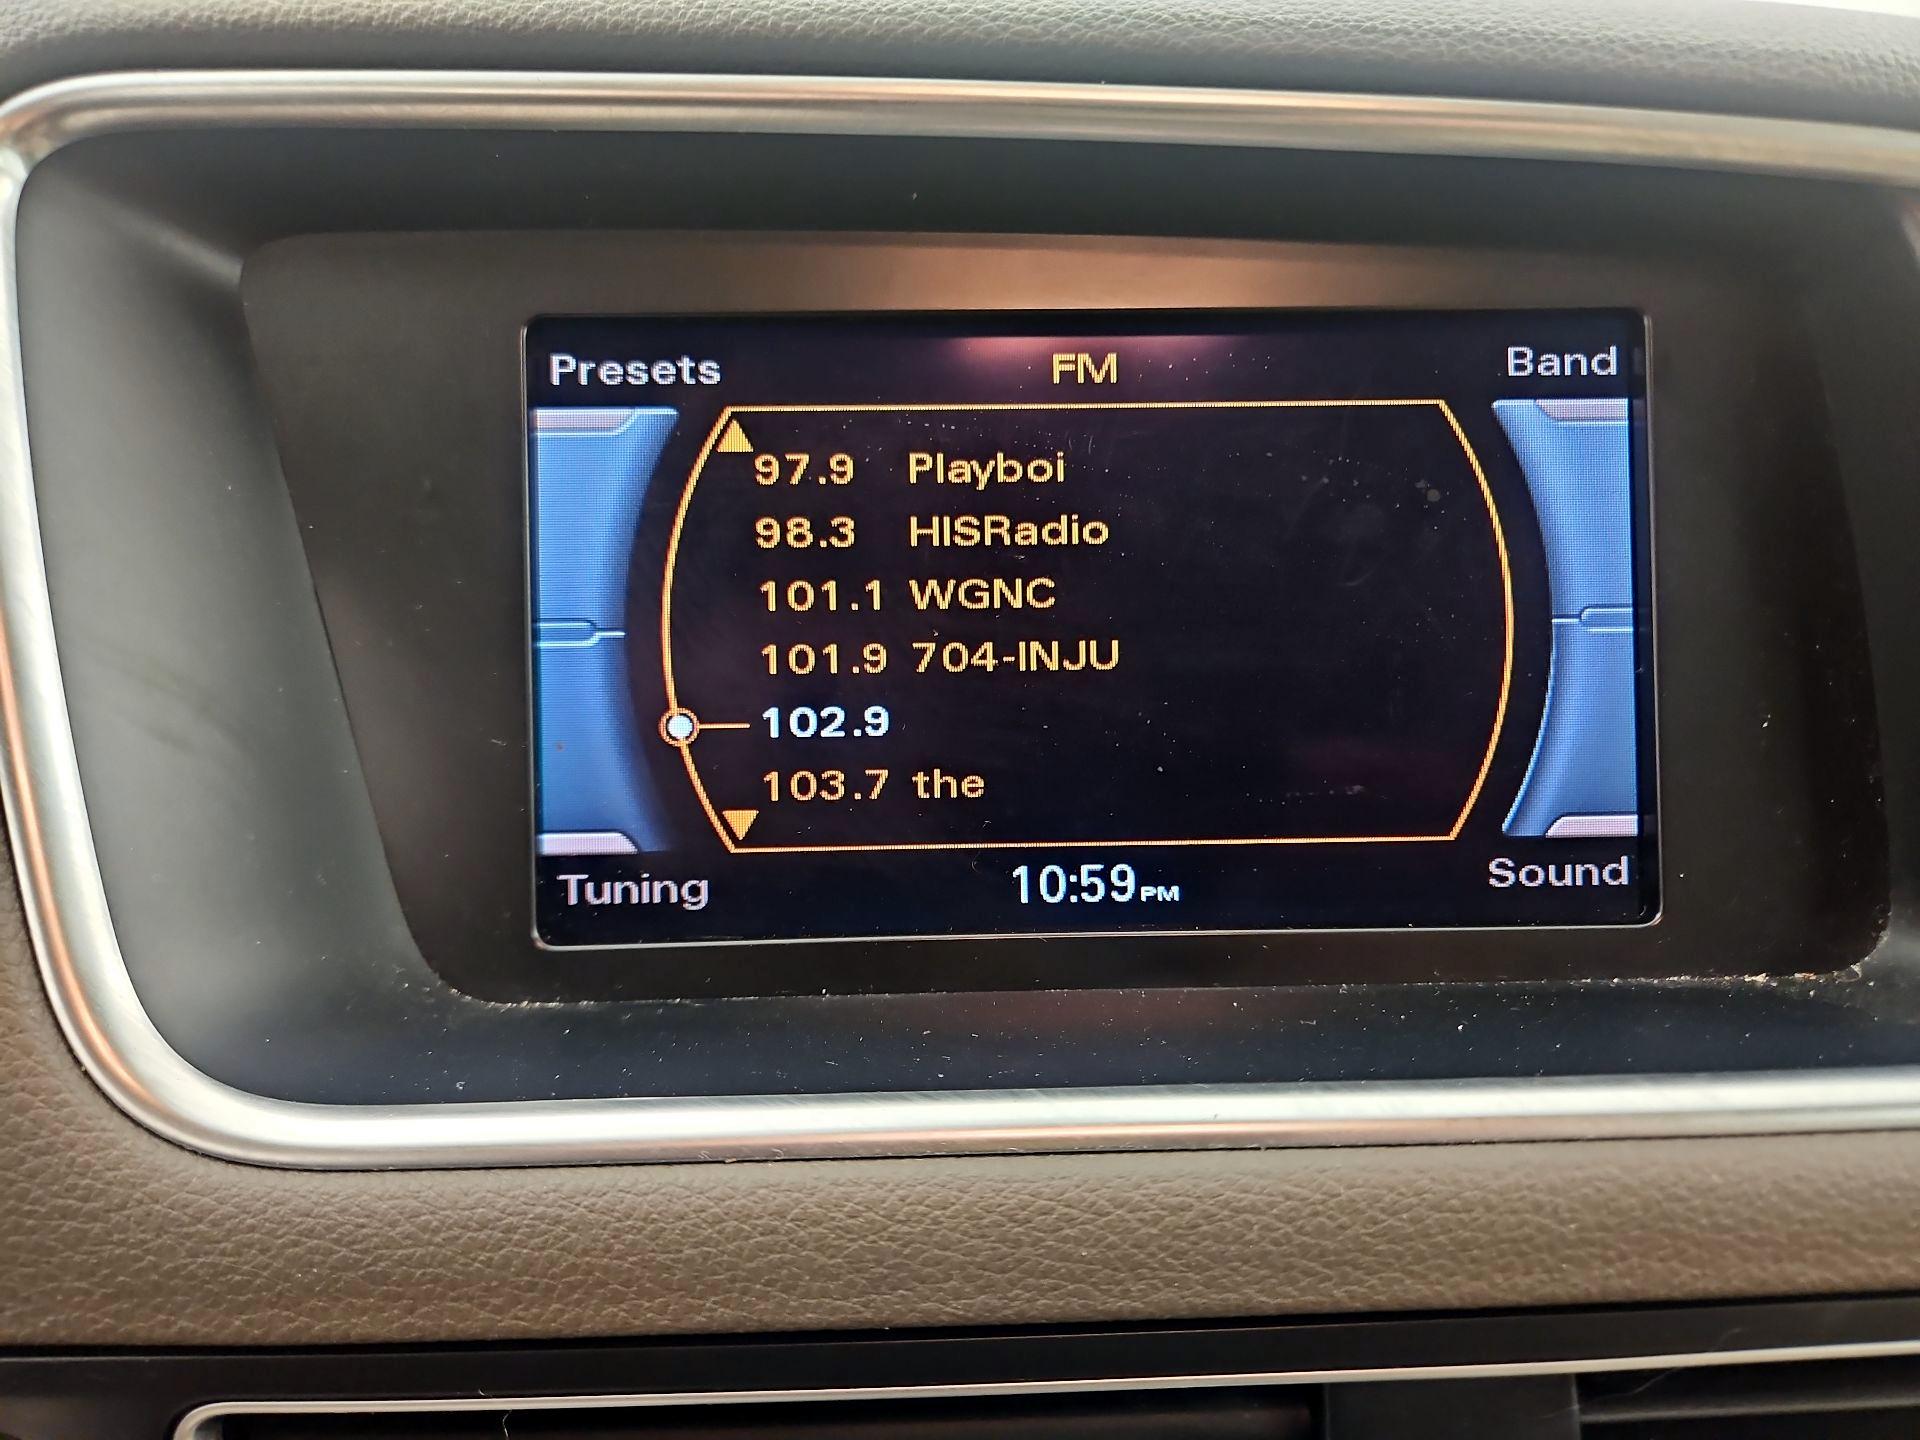 Presets FM Band
97.9 Playboi
98.3 HISRadio
101.1 WGNC
101.9 704-INJU
102.9
103.7 the
Tuning 10:59PM Sound